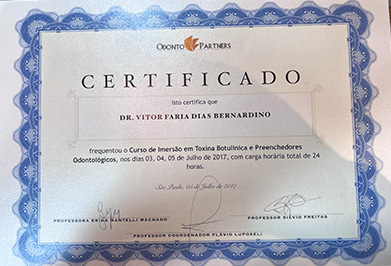 ODONTO PARTNERS
CERTIFICADO
Isto certifica que
DR. VITOR FARIA DIAS BERNARDINO
frequentou o Curso de Imersão em Toxina Botulínica e Preenchedores
Odontológicos, nos dias 03, 04, 05 de Julho de 2017, com carga horária total de 24
horas.
São Paulo, 05 de Julho de 2017
PROFESSORA ERIKA MANTELLI MACHADO
PROFESSOR SILVIO FREITAS
PROFESSOR COORDENADOR FLÁVIO LUPORELI